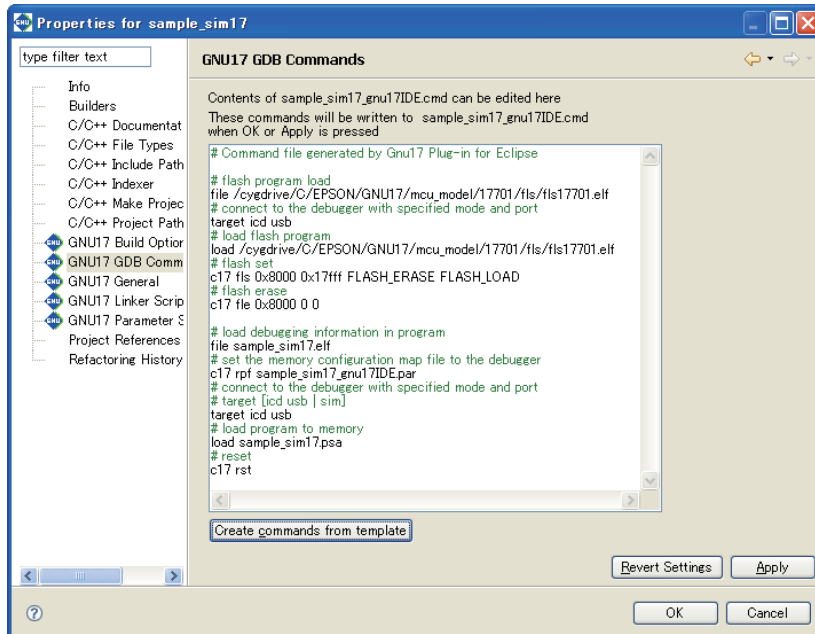 Properties for sample_sim17
type filter text
Info
Builders
C/C++ Documentat
C/C++ File Types
C/C++ Include Path
C/C++ Indexer
C/C++ Make Projec
C/C++ Project Path
GNU17 Build Option
GNU17 GDB Comm
GNU17 General
GNU17 Linker Scrip
GNU17 Parameter S
Project References
Refactoring History
GNU17 GDB Commands
Contents of sample_sim17_gnu17IDE.cmd can be edited here
These commands will be written to sample_sim17_gnu17IDE.cmd
when OK or Apply is pressed
# Command file generated by Gnu17 Plug-in for Eclipse
# flash program load
file /cygdrive/C/EPSON/GNU17/mcu_model/17701/fls/fls17701.elf
# connect to the debugger with specified mode and port
target icd usb
# load flash program
load /cygdrive/C/EPSON/GNU17/mcu_model/17701/fls/fls17701.elf
# flash set
c17 fls 0x8000 0x17fff FLASH_ERASE FLASH_LOAD
# flash erase
c17 fle 0x8000 0 0
# load debugging information in program
file sample_sim17.elf
# set the memory configuration map file to the debugger
c17 rpf sample_sim17_gnu17IDE.par
# connect to the debugger with specified mode and port
# target [icd usb | sim]
target icd usb
# load program to memory
load sample_sim17.psa
# reset
c17 rst
Create commands from template
Revert Settings
Apply
OK
Cancel